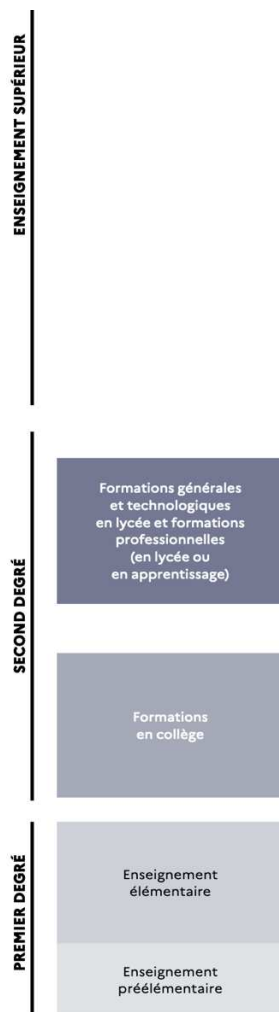 ENSEIGNEMENT SUPÉRIEUR
SECOND DEGRÉ
Formations générales
et technologiques
en lycée et formations
professionnelles
(en lycée ou
en apprentissage)
Formations
en collège
PREMIER DEGRÉ
Enseignement
élémentaire
Enseignement
préélémentaire